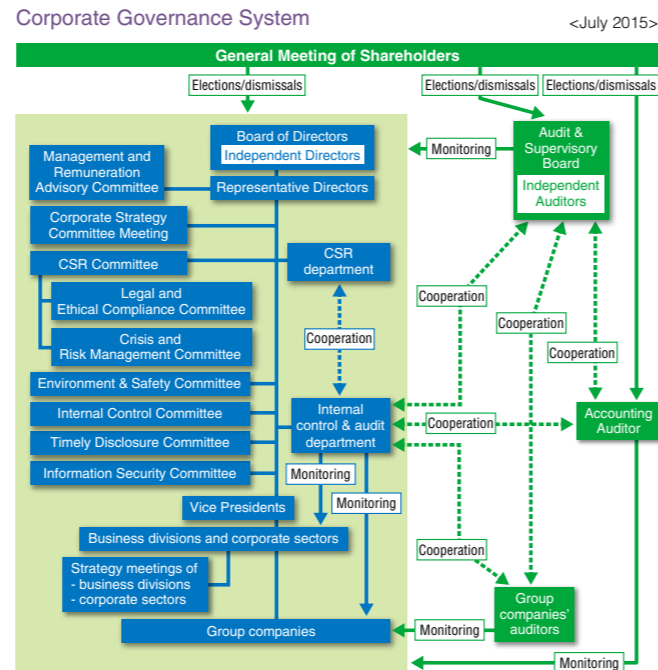 Corporate Governance System
<July 2015>
General Meeting of Shareholders
Elections/dismissals
Elections/dismissals
Elections/dismissals
Board of Directors
Independent Directors
Audit &
Supervisory
Board
Independent
Auditors
Monitoring
Management and
Remuneration
Advisory Committee
Representative Directors
Corporate Strategy
Committee Meeting
CSR Committee
CSR
department
Legal and
Ethical Compliance Committee
Cooperation
Cooperation
Crisis and
Risk Management Committee
Cooperation
Cooperation
Environment & Safety Committee
Internal Control Committee
Timely Disclosure Committee
Information Security Committee
Internal
control & audit
department
Cooperation
Accounting
Auditor
Monitoring
Monitoring
Vice Presidents
Business divisions and corporate sectors
Cooperation
Strategy meetings of
- business divisions
- corporate sectors
Group companies
Monitoring
Group
companies'
auditors
Monitoring